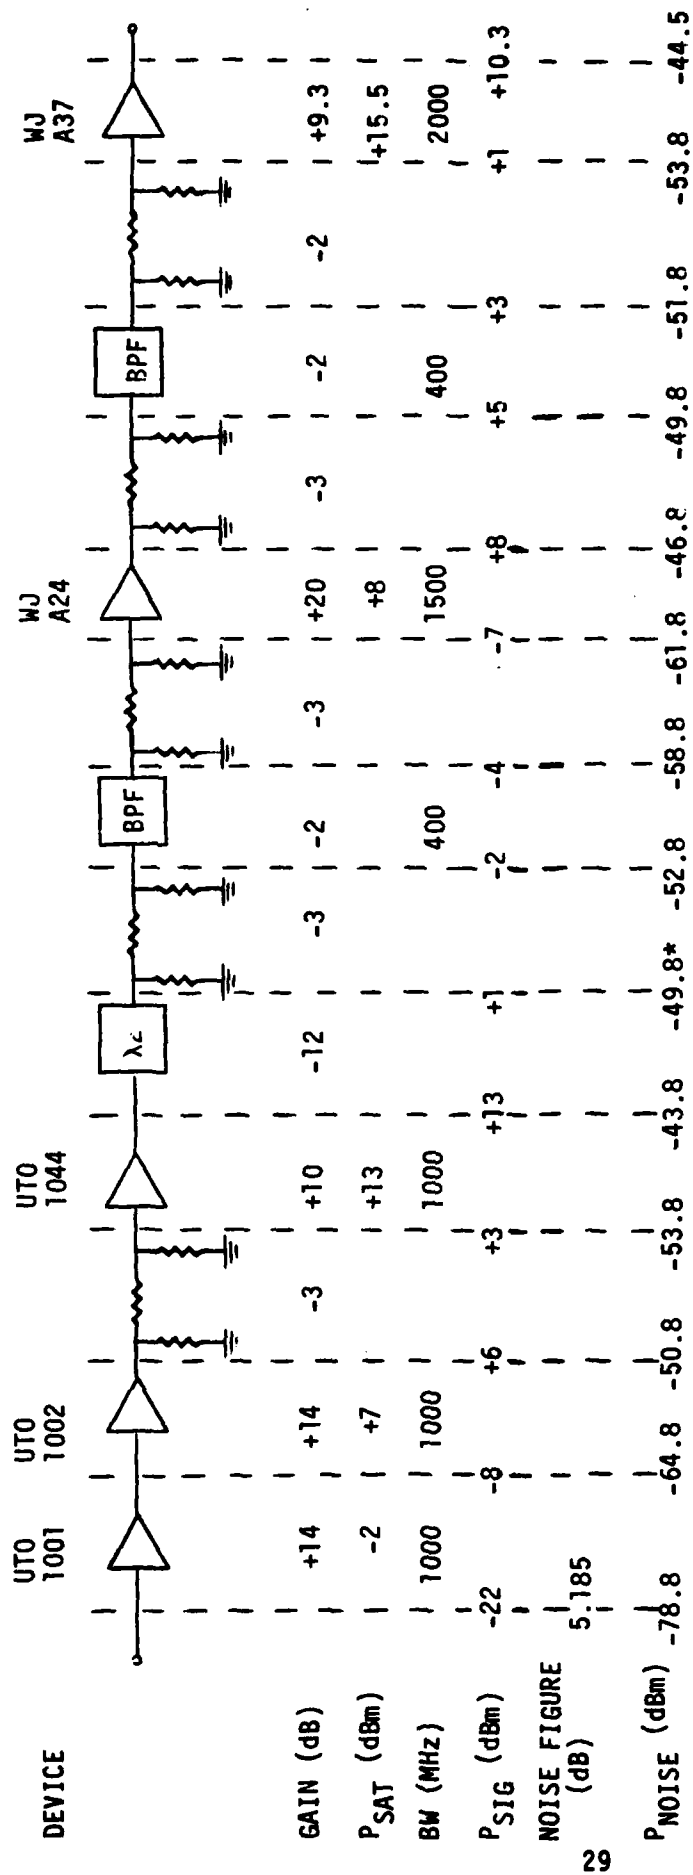 DEVICE
UTO 1001
UTO 1002
UTO 1044
WJ A24
WJ A37
BPF
BPF
GAIN (dB) +14 +14 -3 +10 -12 -3 -2 -3 +20 -3 -2 -2 +9.3
PSAT (dBm) -2 +7 +13 +8 +15.5
BW (MHz) 1000 1000 1000 400 1500 400 2000
PSIG (dBm) -22 -8 +6 +3 +13 +1 -2 -4 -7 +8 +5 +3 +1 +10.3
NOISE FIGURE (dB) 5.185
PNOISE (dBm) -78.8 -64.8 -50.8 -53.8 -43.8 -49.8* -52.8 -58.8 -61.8 -46.8 -49.8 -51.8 -53.8 -44.5
29